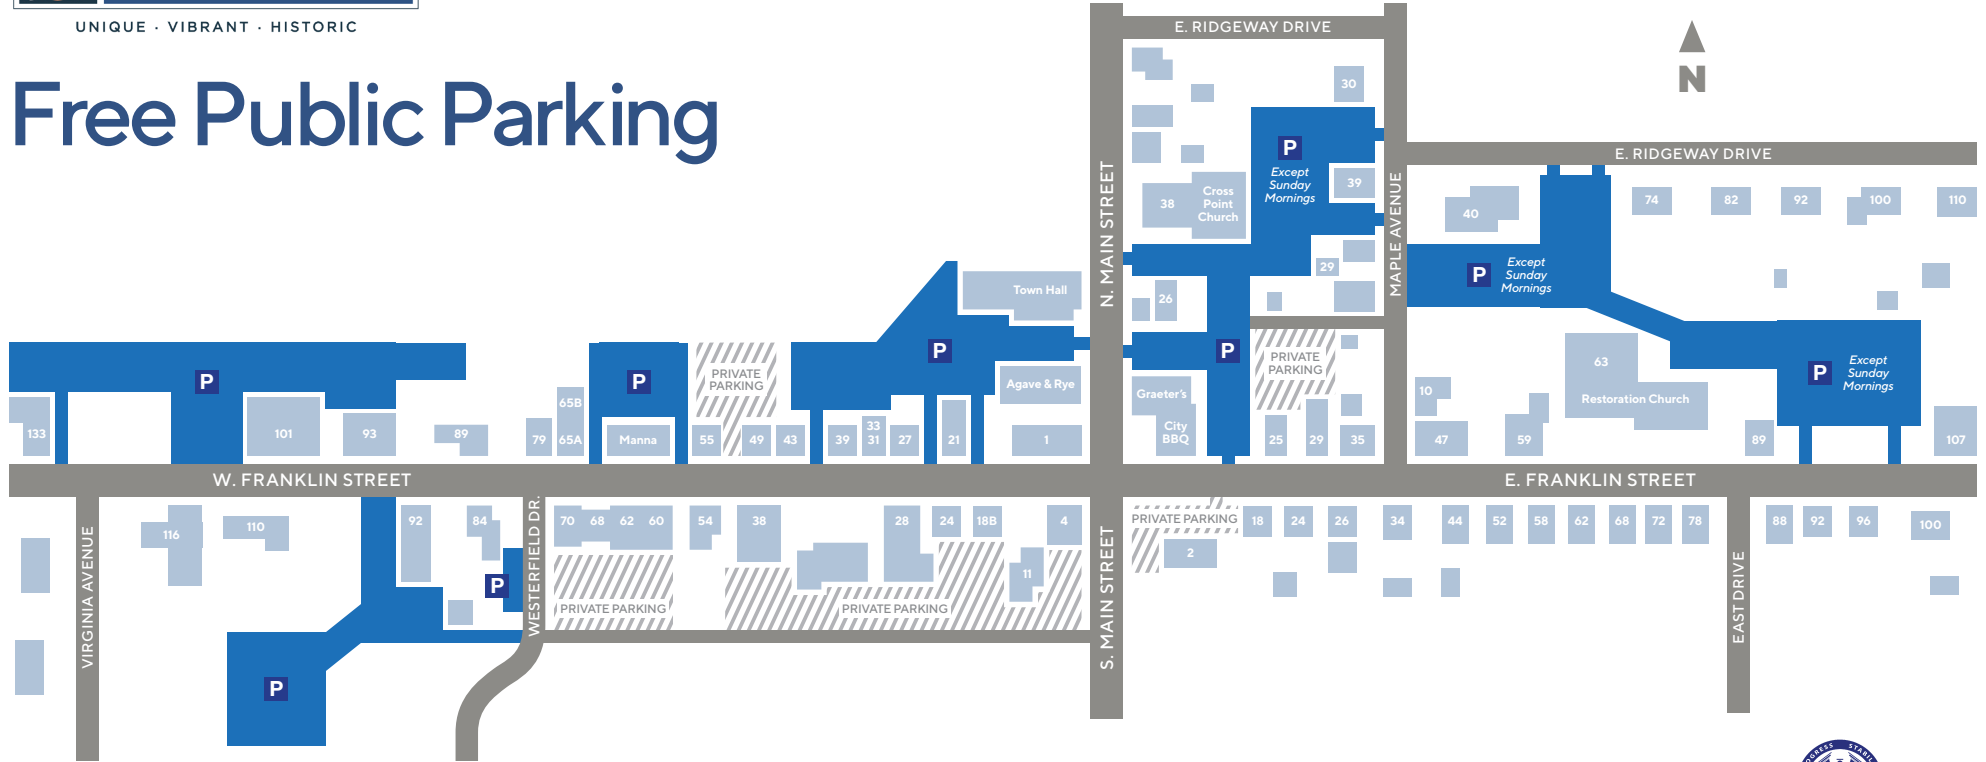 UNIQUE · VIBRANT · HISTORIC
Free Public Parking
N
E. RIDGEWAY DRIVE
E. RIDGEWAY DRIVE
N. MAIN STREET
MAPLE AVENUE
30
P
Except
Sunday
Mornings
39
38
Cross
Point
Church
29
26
40
74
82
92
100
110
P
Except
Sunday
Mornings
Town Hall
P
P
PRIVATE
PARKING
P
P
PRIVATE
PARKING
Agave & Rye
Graeter's
City
BBQ
63
Restoration Church
P
Except
Sunday
Mornings
10
133
101
93
89
79
65B
65A
Manna
55
49
43
39
33
31
27
21
1
25
29
35
47
59
89
107
W. FRANKLIN STREET
E. FRANKLIN STREET
VIRGINIA AVENUE
116
110
92
84
P
WESTERFIELD DR.
70
68
62
60
54
38
28
24
18B
4
11
PRIVATE PARKING
PRIVATE PARKING
S. MAIN STREET
PRIVATE PARKING
2
18
24
26
34
44
52
58
62
68
72
78
EAST DRIVE
88
92
96
100
P
PROGRESS